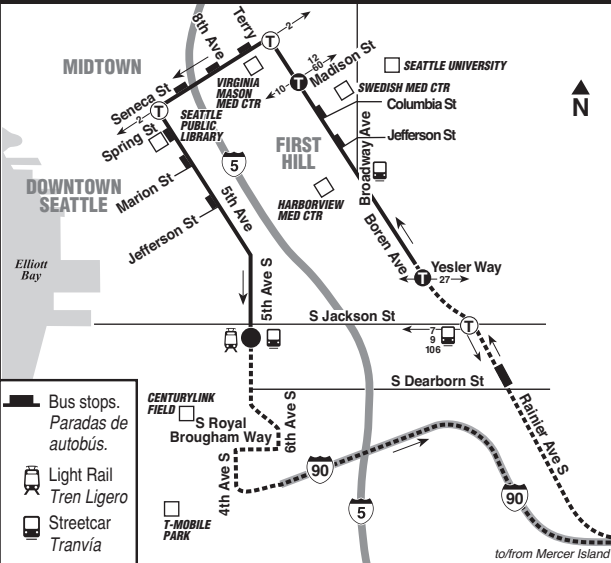 8th Ave
Terry
T
2
MIDTOWN
12
60
Madison St
SEATTLE UNIVERSITY
VIRGINIA
MASON
MED CTR
T
10
SWEDISH MED CTR
Seneca St
Columbia St
N
2
T
SEATTLE
PUBLIC
LIBRARY
Spring St
FIRST
HILL
Broadway Ave
Jefferson St
5
DOWNTOWN
SEATTLE
Marion St
5th Ave
HARBORVIEW
MED CTR
Jefferson St
Boren Ave
Elliott
Bay
5th Ave S
Yesler Way
T
27
S Jackson St
7
9
106
T
S Dearborn St
CENTURYLINK
FIELD
S Royal
Brougham Way
6th Ave S
Rainier Ave S
4th Ave S
90
90
5
T-MOBILE
PARK
to/from Mercer Island
Bus stops.
Paradas de
autobús.
Light Rail
Tren Ligero
Streetcar
Tranvía